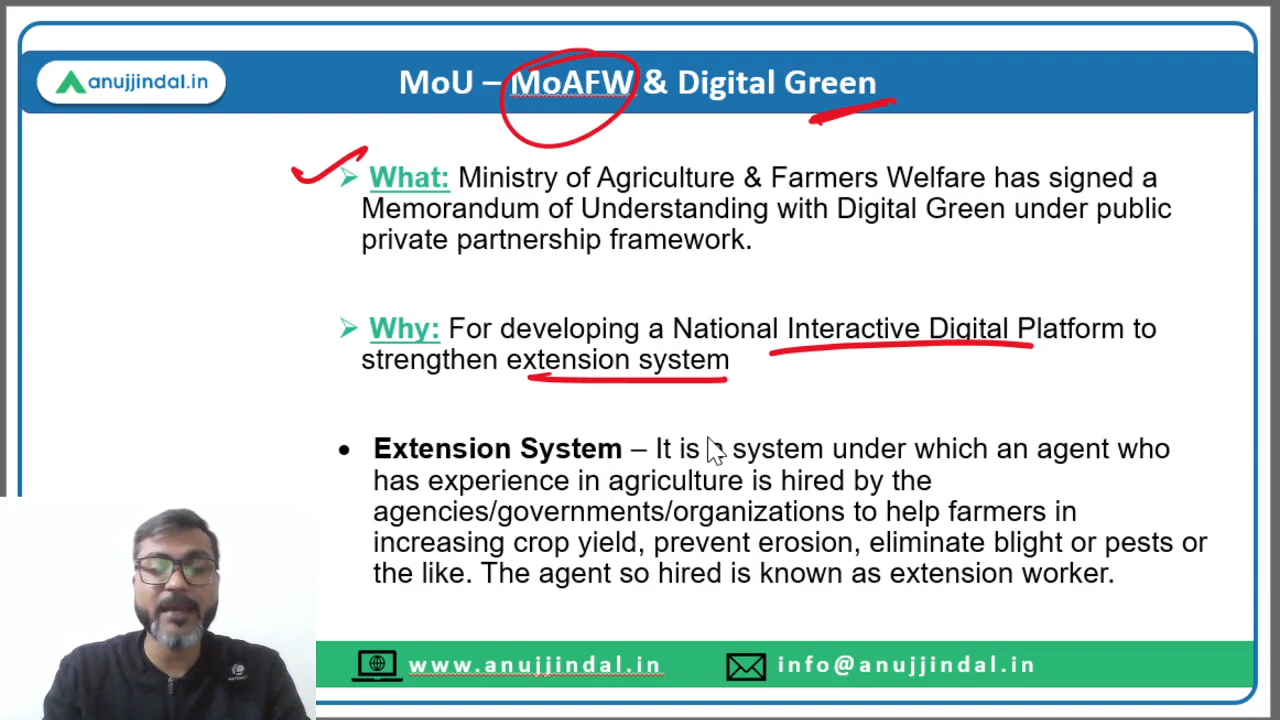 anujjindal.in
MoU – MoAFW & Digital Green
What: Ministry of Agriculture & Farmers Welfare has signed a
Memorandum of Understanding with Digital Green under public
private partnership framework.
Why: For developing a National Interactive Digital Platform to
strengthen extension system
Extension System – It is a system under which an agent who
has experience in agriculture is hired by the
agencies/governments/organizations to help farmers in
increasing crop yield, prevent erosion, eliminate blight or pests or
the like. The agent so hired is known as extension worker.
www.anujjindal.in
info@anujjindal.in